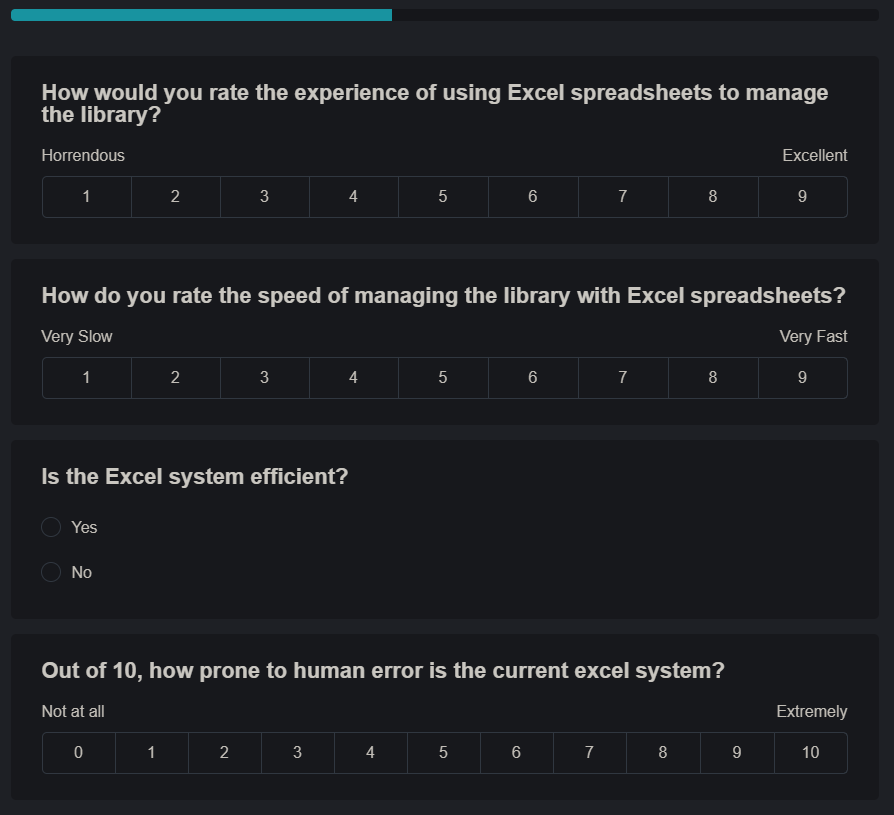 How would you rate the experience of using Excel spreadsheets to manage
the library?
Horrendous Excellent
1 2 3 4 5 6 7 8 9
How do you rate the speed of managing the library with Excel spreadsheets?
Very Slow Very Fast
1 2 3 4 5 6 7 8 9
Is the Excel system efficient?
Yes
No
Out of 10, how prone to human error is the current excel system?
Not at all Extremely
0 1 2 3 4 5 6 7 8 9 10